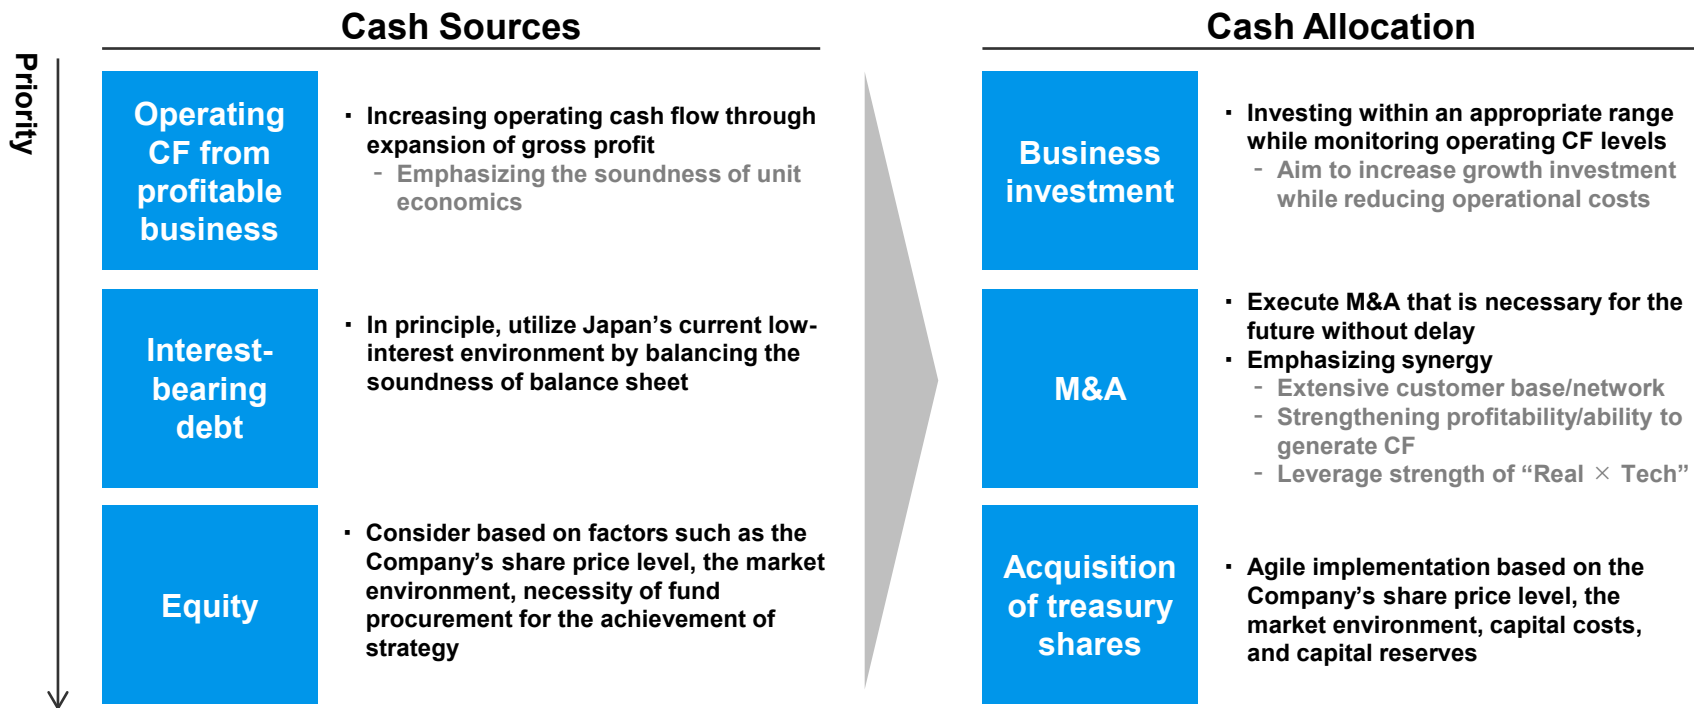 Cash Sources
Priority
Operating
CF from
profitable
business
▪ Increasing operating cash flow through
expansion of gross profit
- Emphasizing the soundness of unit
economics
Interest-
bearing
debt
▪ In principle, utilize Japan’s current low-
interest environment by balancing the
soundness of balance sheet
Equity
▪ Consider based on factors such as the
Company’s share price level, the market
environment, necessity of fund
procurement for the achievement of
strategy
Cash Allocation
Business
investment
▪ Investing within an appropriate range
while monitoring operating CF levels
- Aim to increase growth investment
while reducing operational costs
M&A
▪ Execute M&A that is necessary for the
future without delay
▪ Emphasizing synergy
- Extensive customer base/network
- Strengthening profitability/ability to
generate CF
- Leverage strength of “Real × Tech”
Acquisition
of treasury
shares
▪ Agile implementation based on the
Company’s share price level, the
market environment, capital costs,
and capital reserves